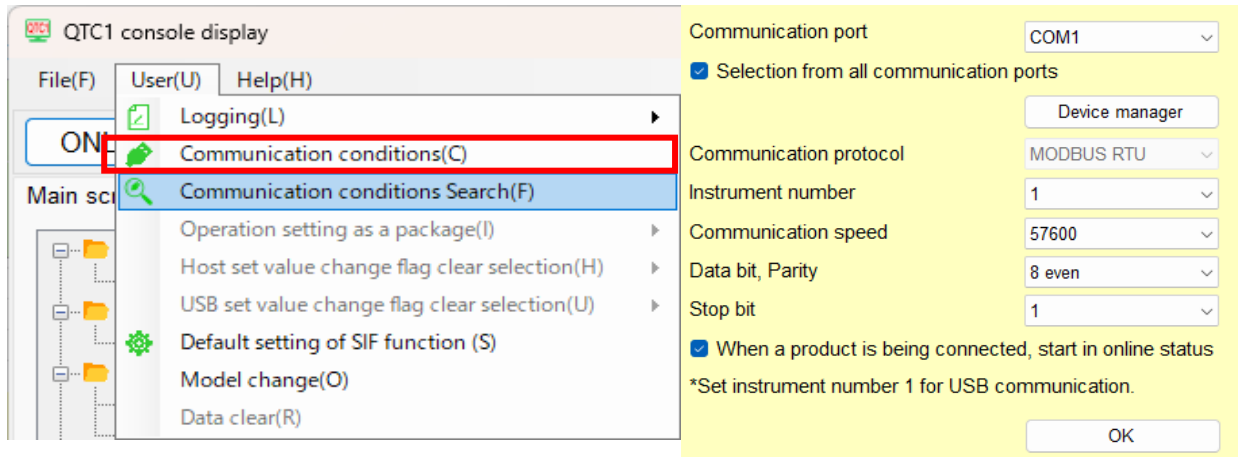 QTC1 QTC1 console display
File(F) User(U) Help(H)
Logging(L)
ONL
Communication conditions(C)
Main scr
Communication conditions Search(F)
Operation setting as a package(I)
Host set value change flag clear selection(H)
USB set value change flag clear selection(U)
Default setting of SIF function (S)
Model change(O)
Data clear(R)
Communication port COM1
Selection from all communication ports
Device manager
Communication protocol MODBUS RTU
Instrument number 1
Communication speed 57600
Data bit, Parity 8 even
Stop bit 1
When a product is being connected, start in online status
*Set instrument number 1 for USB communication.
OK